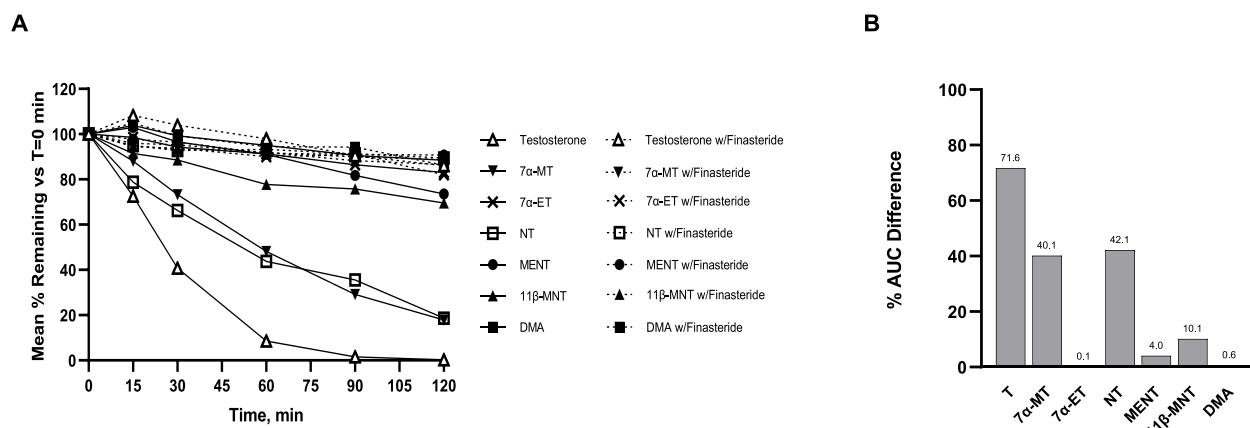 A
Mean % Remaining vs T=0 min
120
100
80
60
40
20
0
0 15 30 45 60 75 90 105 120
Time, min
Testosterone
7α-MT
7α-ET
NT
MENT
11β-MNT
DMA
Testosterone w/Finasteride
7α-MT w/Finasteride
7α-ET w/Finasteride
NT w/Finasteride
MENT w/Finasteride
11β-MNT w/Finasteride
DMA w/Finasteride
B
% AUC Difference
100
80
60
40
20
0
71.6
40.1
0.1
42.1
4.0
10.1
0.6
T
7α-MT
7α-ET
NT
MENT
11β-MNT
DMA